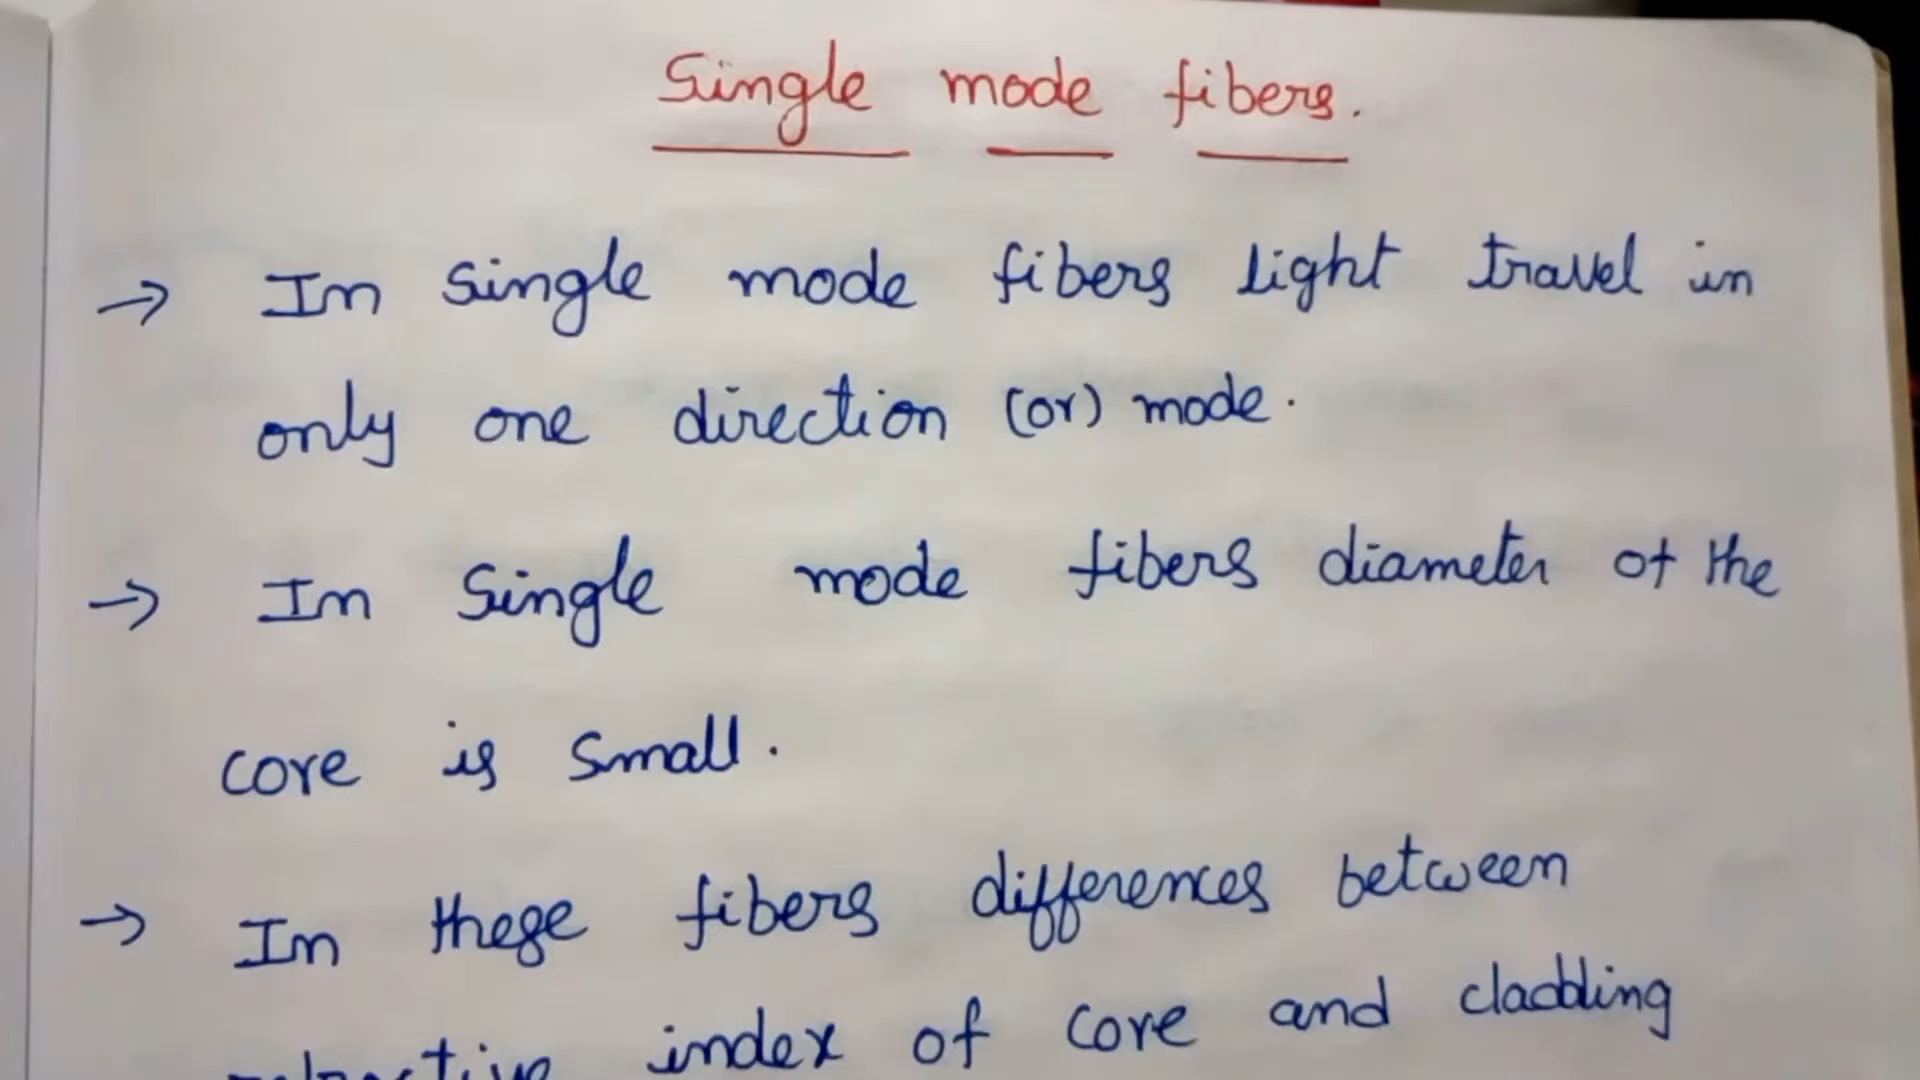 Single mode fibers.
→ In single mode fibers light travel in
only one direction (or) mode.
→ In Single mode fibers diameter of the
core is small.
→ In these fibers differences between
refractive index of core and cladding